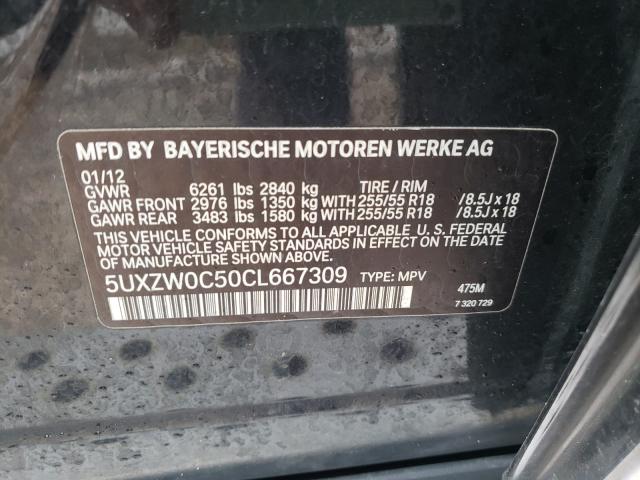 MFD BY BAYERISCHE MOTOREN WERKE AG
01/12
GVWR 6261 lbs 2840 kg TIRE / RIM
GAWR FRONT 2976 lbs 1350 kg WITH 255/55 R18 /8.5J x 18
GAWR REAR 3483 lbs 1580 kg WITH 255/55 R18 /8.5J x 18
THIS VEHICLE CONFORMS TO ALL APPLICABLE U. S. FEDERAL
MOTOR VEHICLE SAFETY STANDARDS IN EFFECT ON THE DATE OF
MANUFACTURE SHOWN ABOVE.
5UXZW0C50CL667309 TYPE: MPV 475M
7 320 729